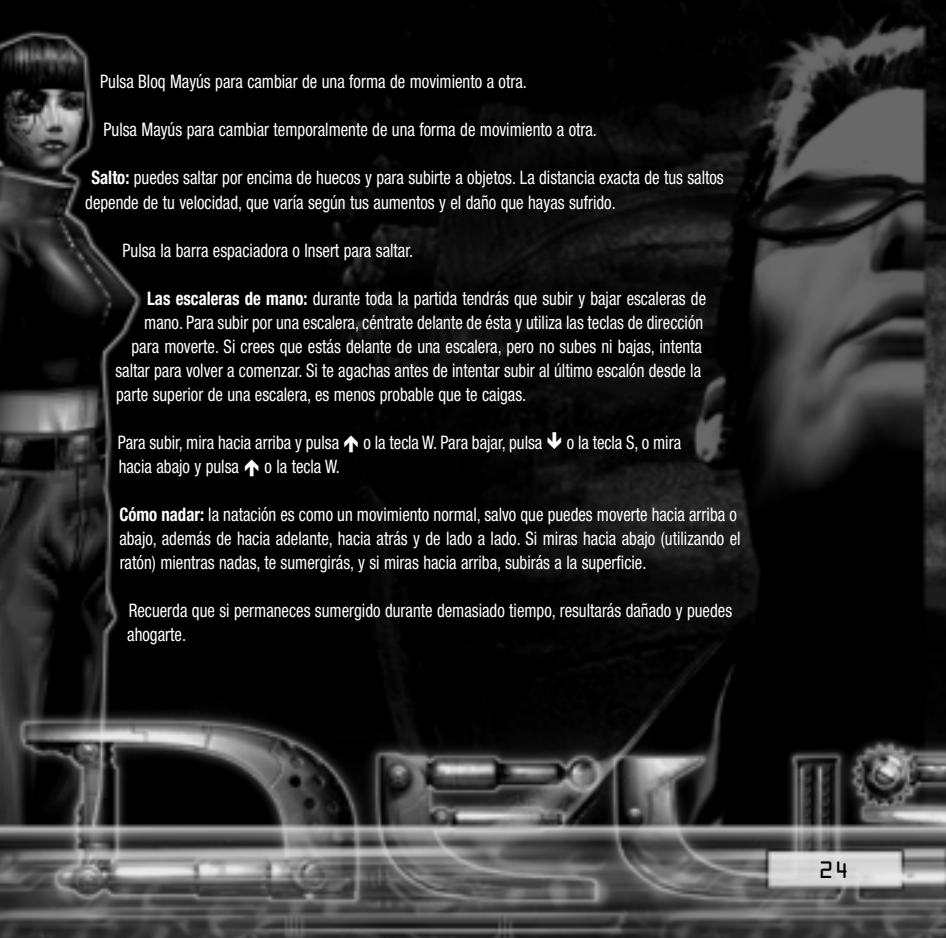 Pulsa Bloq Mayús para cambiar de una forma de movimiento a otra.
Pulsa Mayús para cambiar temporalmente de una forma de movimiento a otra.
Salto: puedes saltar por encima de huecos y para subirte a objetos. La distancia exacta de tus saltos
depende de tu velocidad, que varía según tus aumentos y el daño que hayas sufrido.
Pulsa la barra espaciadora o Insert para saltar.
Las escaleras de mano: durante toda la partida tendrás que subir y bajar escaleras de
mano. Para subir por una escalera, céntrate delante de ésta y utiliza las teclas de dirección
para moverte. Si crees que estás delante de una escalera, pero no subes ni bajas, intenta
saltar para volver a comenzar. Si te agachas antes de intentar subir al último escalón desde la
parte superior de una escalera, es menos probable que te caigas.
Para subir, mira hacia arriba y pulsa ↑ o la tecla W. Para bajar, pulsa ↓ o la tecla S, o mira
hacia abajo y pulsa ↑ o la tecla W.
Cómo nadar: la natación es como un movimiento normal, salvo que puedes moverte hacia arriba o
abajo, además de hacia adelante, hacia atrás y de lado a lado. Si miras hacia abajo (utilizando el
ratón) mientras nadas, te sumergirás, y si miras hacia arriba, subirás a la superficie.
Recuerda que si permaneces sumergido durante demasiado tiempo, resultarás dañado y puedes
ahogarte.
DEU
24